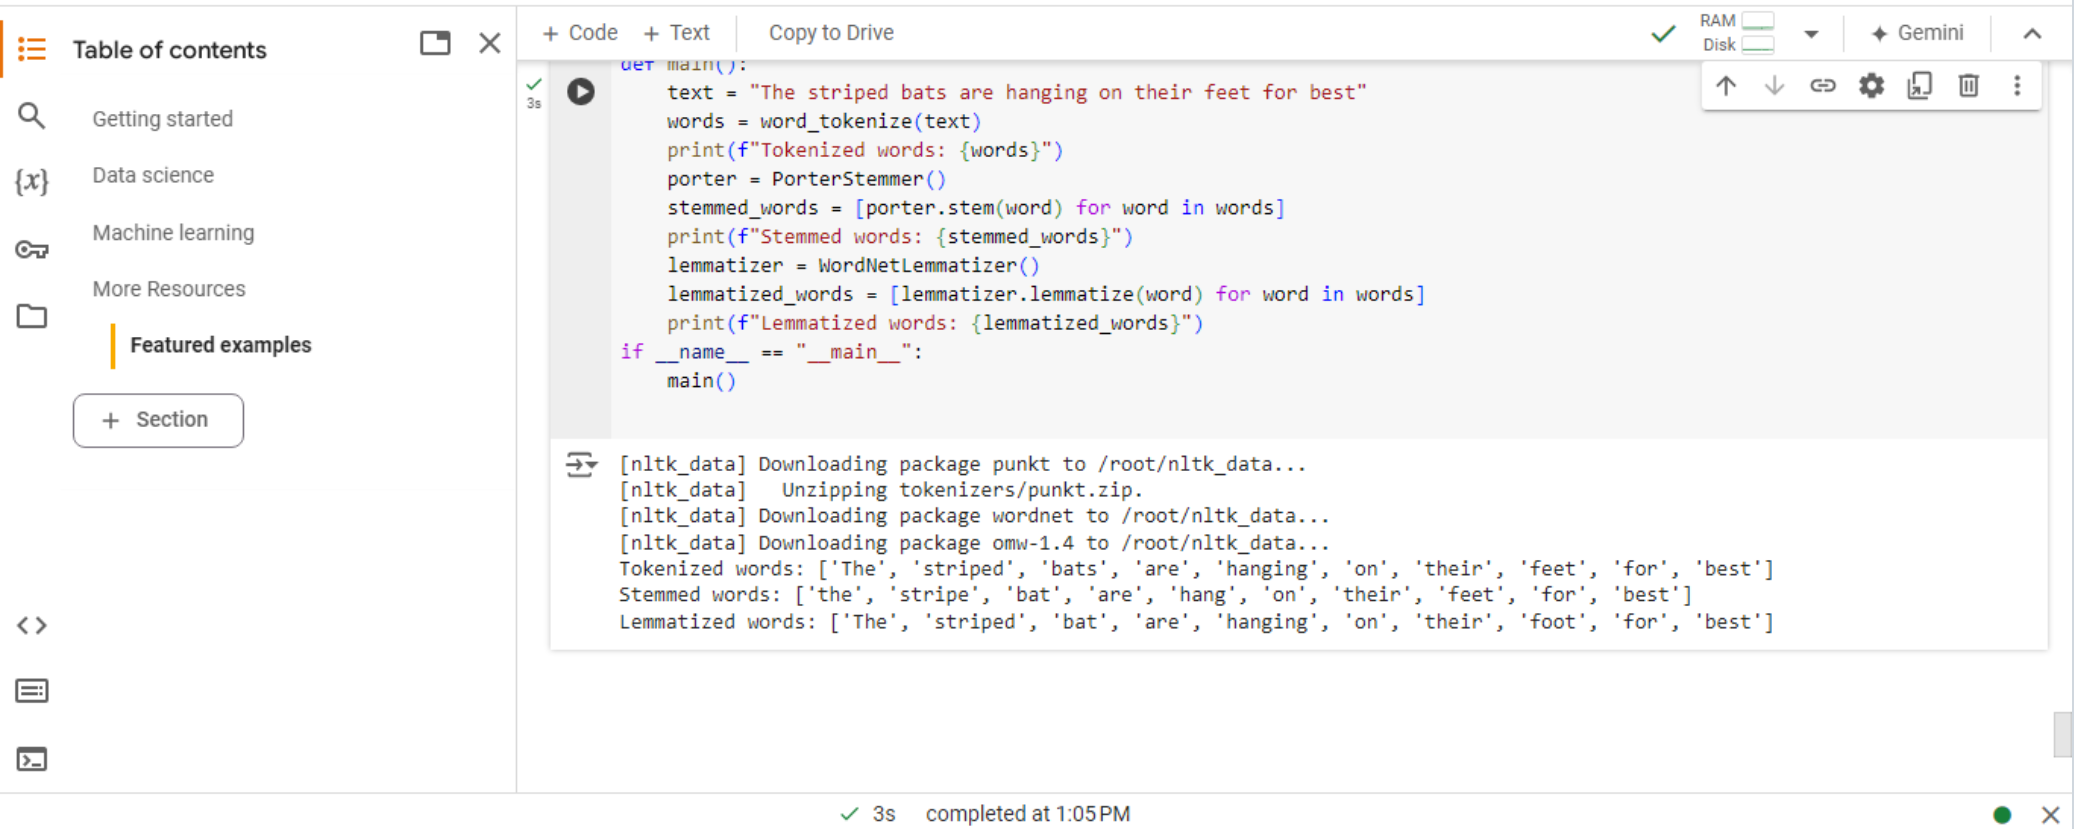 Table of contents
Getting started
Data science
Machine learning
More Resources
Featured examples
+ Section
{x}
+ Code + Text Copy to Drive
RAM
Disk
Gemini
3s
def main():
    text = "The striped bats are hanging on their feet for best"
    words = word_tokenize(text)
    print(f"Tokenized words: {words}")
    porter = PorterStemmer()
    stemmed_words = [porter.stem(word) for word in words]
    print(f"Stemmed words: {stemmed_words}")
    lemmatizer = WordNetLemmatizer()
    lemmatized_words = [lemmatizer.lemmatize(word) for word in words]
    print(f"Lemmatized words: {lemmatized_words}")
if __name__ == "__main__":
    main()
[nltk_data] Downloading package punkt to /root/nltk_data...
[nltk_data]   Unzipping tokenizers/punkt.zip.
[nltk_data] Downloading package wordnet to /root/nltk_data...
[nltk_data] Downloading package omw-1.4 to /root/nltk_data...
Tokenized words: ['The', 'striped', 'bats', 'are', 'hanging', 'on', 'their', 'feet', 'for', 'best']
Stemmed words: ['the', 'stripe', 'bat', 'are', 'hang', 'on', 'their', 'feet', 'for', 'best']
Lemmatized words: ['The', 'striped', 'bat', 'are', 'hanging', 'on', 'their', 'foot', 'for', 'best']
3s completed at 1:05 PM